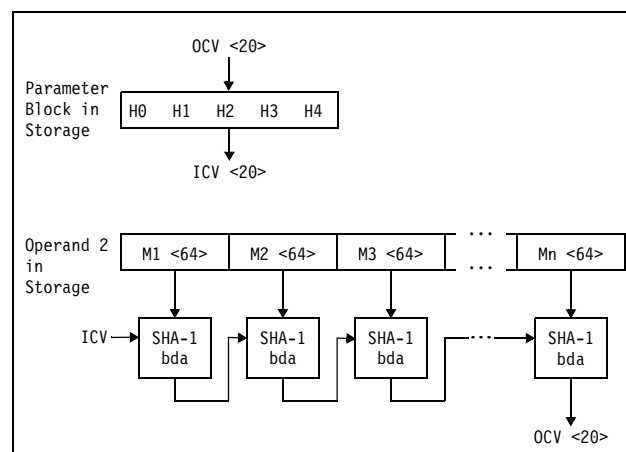 OCV <20>
Parameter
Block in
Storage
H0 H1 H2 H3 H4
ICV <20>
Operand 2
in
Storage
M1 <64> M2 <64> M3 <64> ... ... Mn <64>
ICV
SHA-1
bda
SHA-1
bda
SHA-1
bda
...
SHA-1
bda
OCV <20>